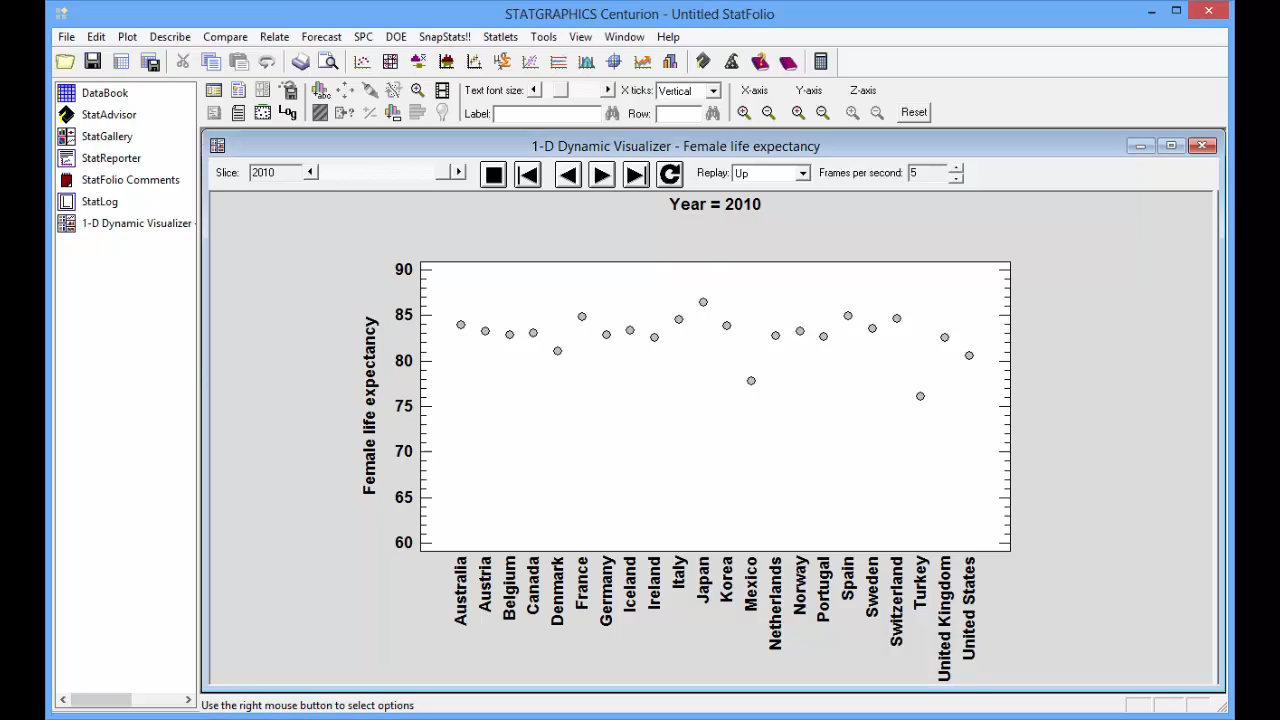 STATGRAPHICS Centurion - Untitled StatFolio
File Edit Plot Describe Compare Relate Forecast SPC DOE SnapStats!! Statlets Tools View Window Help
Text font size: X ticks: Vertical X-axis Y-axis Z-axis
Log Label: Row: Reset
DataBook
StatAdvisor
StatGallery
StatReporter
StatFolio Comments
StatLog
1-D Dynamic Visualizer -
1-D Dynamic Visualizer - Female life expectancy
Slice: 2010 Replay: Up Frames per second: 5
Year = 2010
Female life expectancy
90
85
80
75
70
65
60
Australia
Austria
Belgium
Canada
Denmark
France
Germany
Iceland
Ireland
Italy
Japan
Korea
Mexico
Netherlands
Norway
Portugal
Spain
Sweden
Switzerland
Turkey
United Kingdom
United States
Use the right mouse button to select options